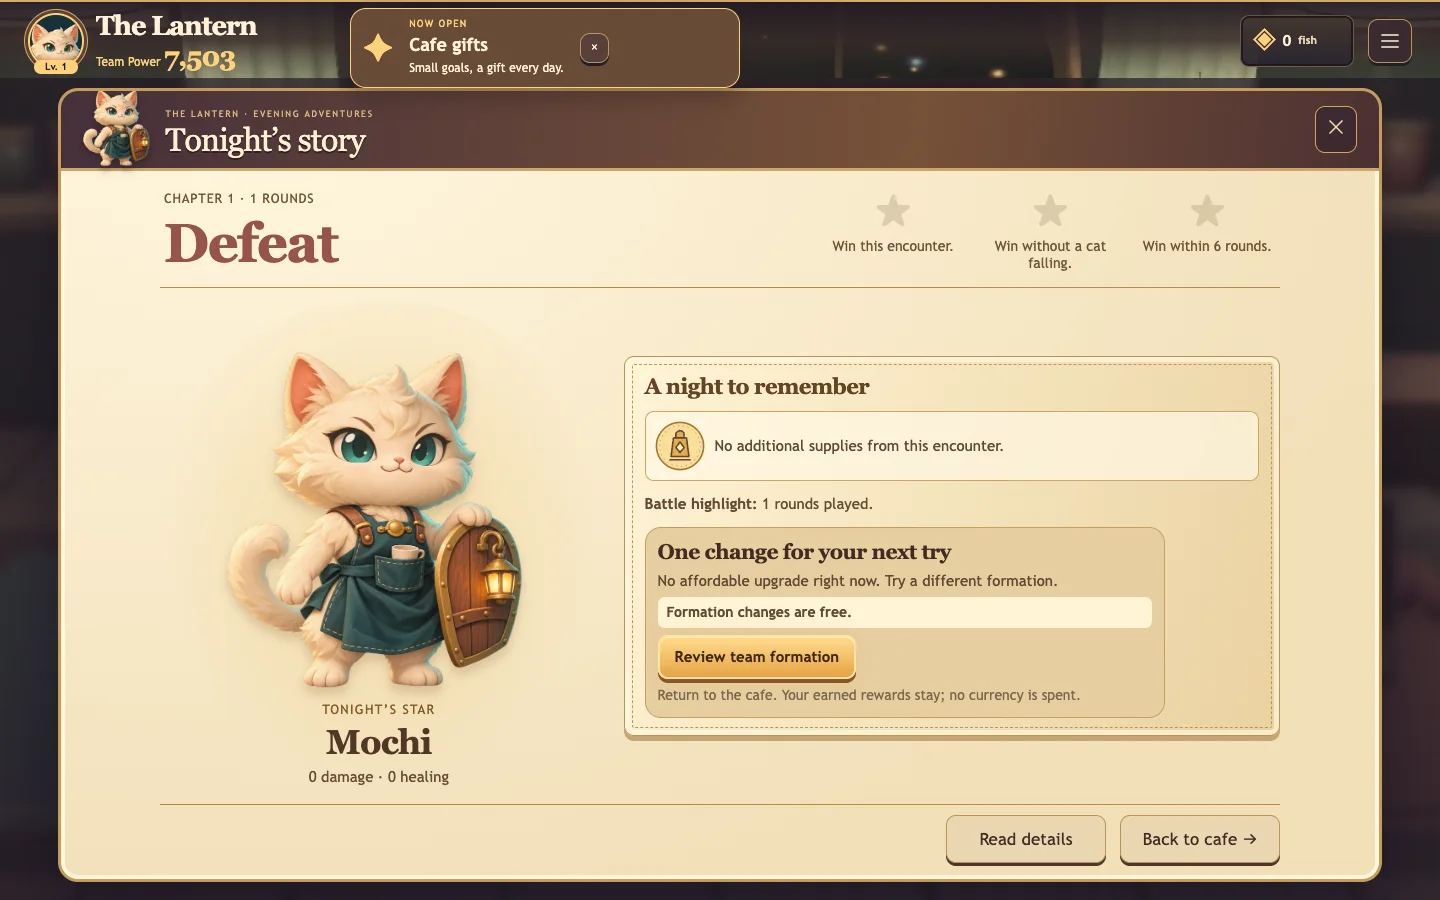 The Lantern
Lv. 1
Team Power 7,503
NOW OPEN
Cafe gifts
Small goals, a gift every day.
×
0 fish
THE LANTERN · EVENING ADVENTURES
Tonight's story
CHAPTER 1 · 1 ROUNDS
Defeat
Win this encounter.
Win without a cat
falling.
Win within 6 rounds.
A night to remember
No additional supplies from this encounter.
Battle highlight: 1 rounds played.
One change for your next try
No affordable upgrade right now. Try a different formation.
Formation changes are free.
Review team formation
Return to the cafe. Your earned rewards stay; no currency is spent.
TONIGHT'S STAR
Mochi
0 damage · 0 healing
Read details
Back to cafe →